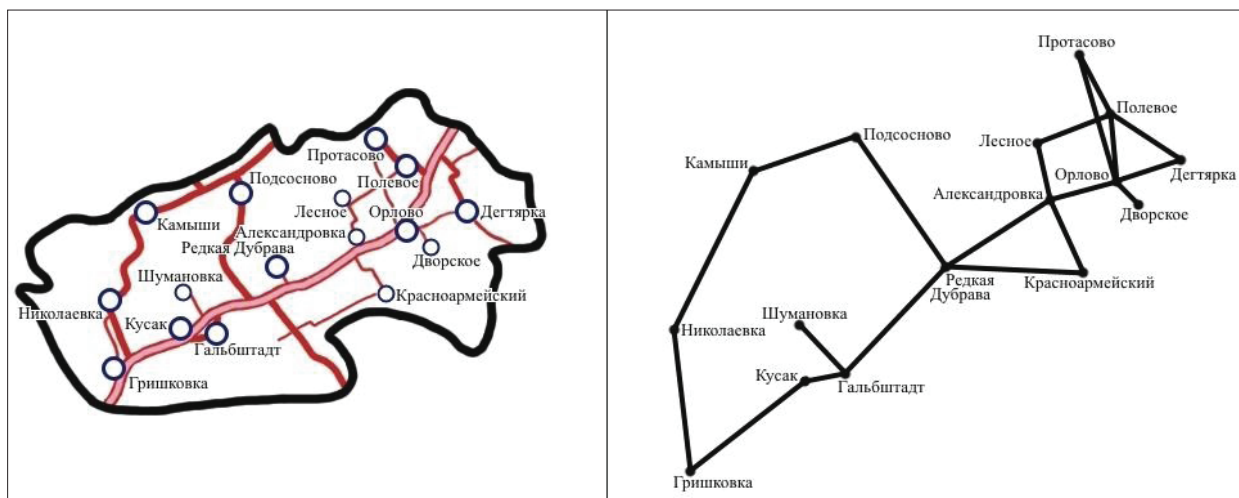 Протасово
Полевое
Подсосново
Камыши
Лесное
Орлово
Дегтярка
Александровка
Редкая Дубрава
Дворское
Шумановка
Красноармейский
Николаевка
Кусак
Гальбштадт
Гришковка
Протасово
Полевое
Подсосново
Лесное
Камыши
Орлово
Дегтярка
Александровка
Дворское
Редкая
Дубрава
Красноармейский
Шумановка
Николаевка
Кусак
Гальбштадт
Гришковка